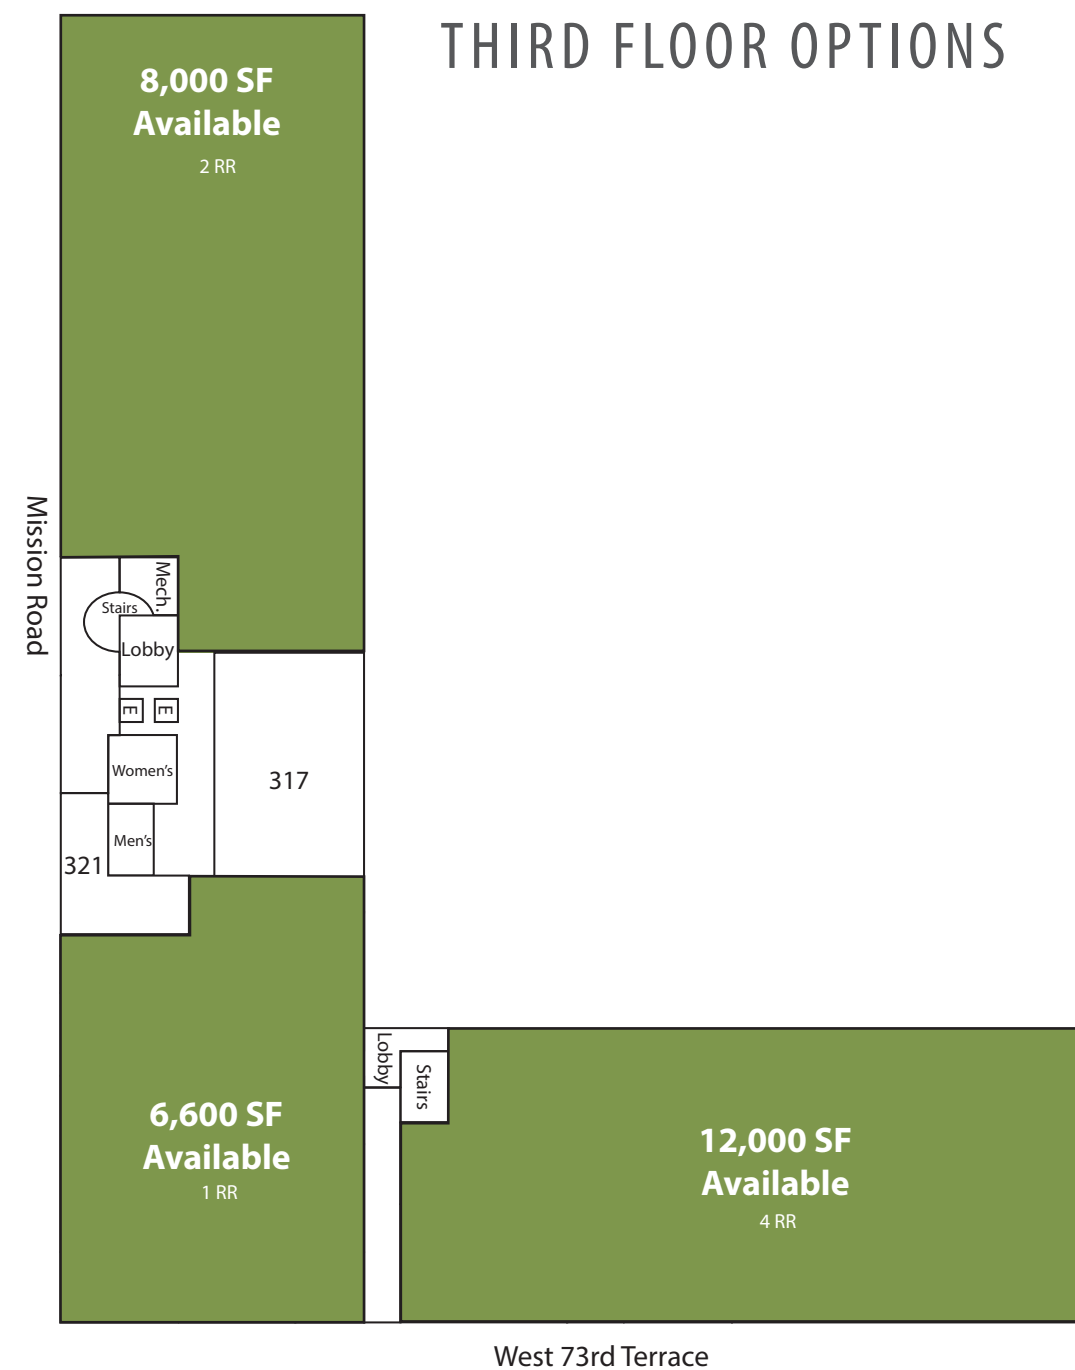 THIRD FLOOR OPTIONS
8,000 SF
Available
2 RR
Mission Road
Mech.
Stairs
Lobby
E
E
Women's
317
Men's
321
Lobby
Stairs
6,600 SF
Available
1 RR
12,000 SF
Available
4 RR
West 73rd Terrace